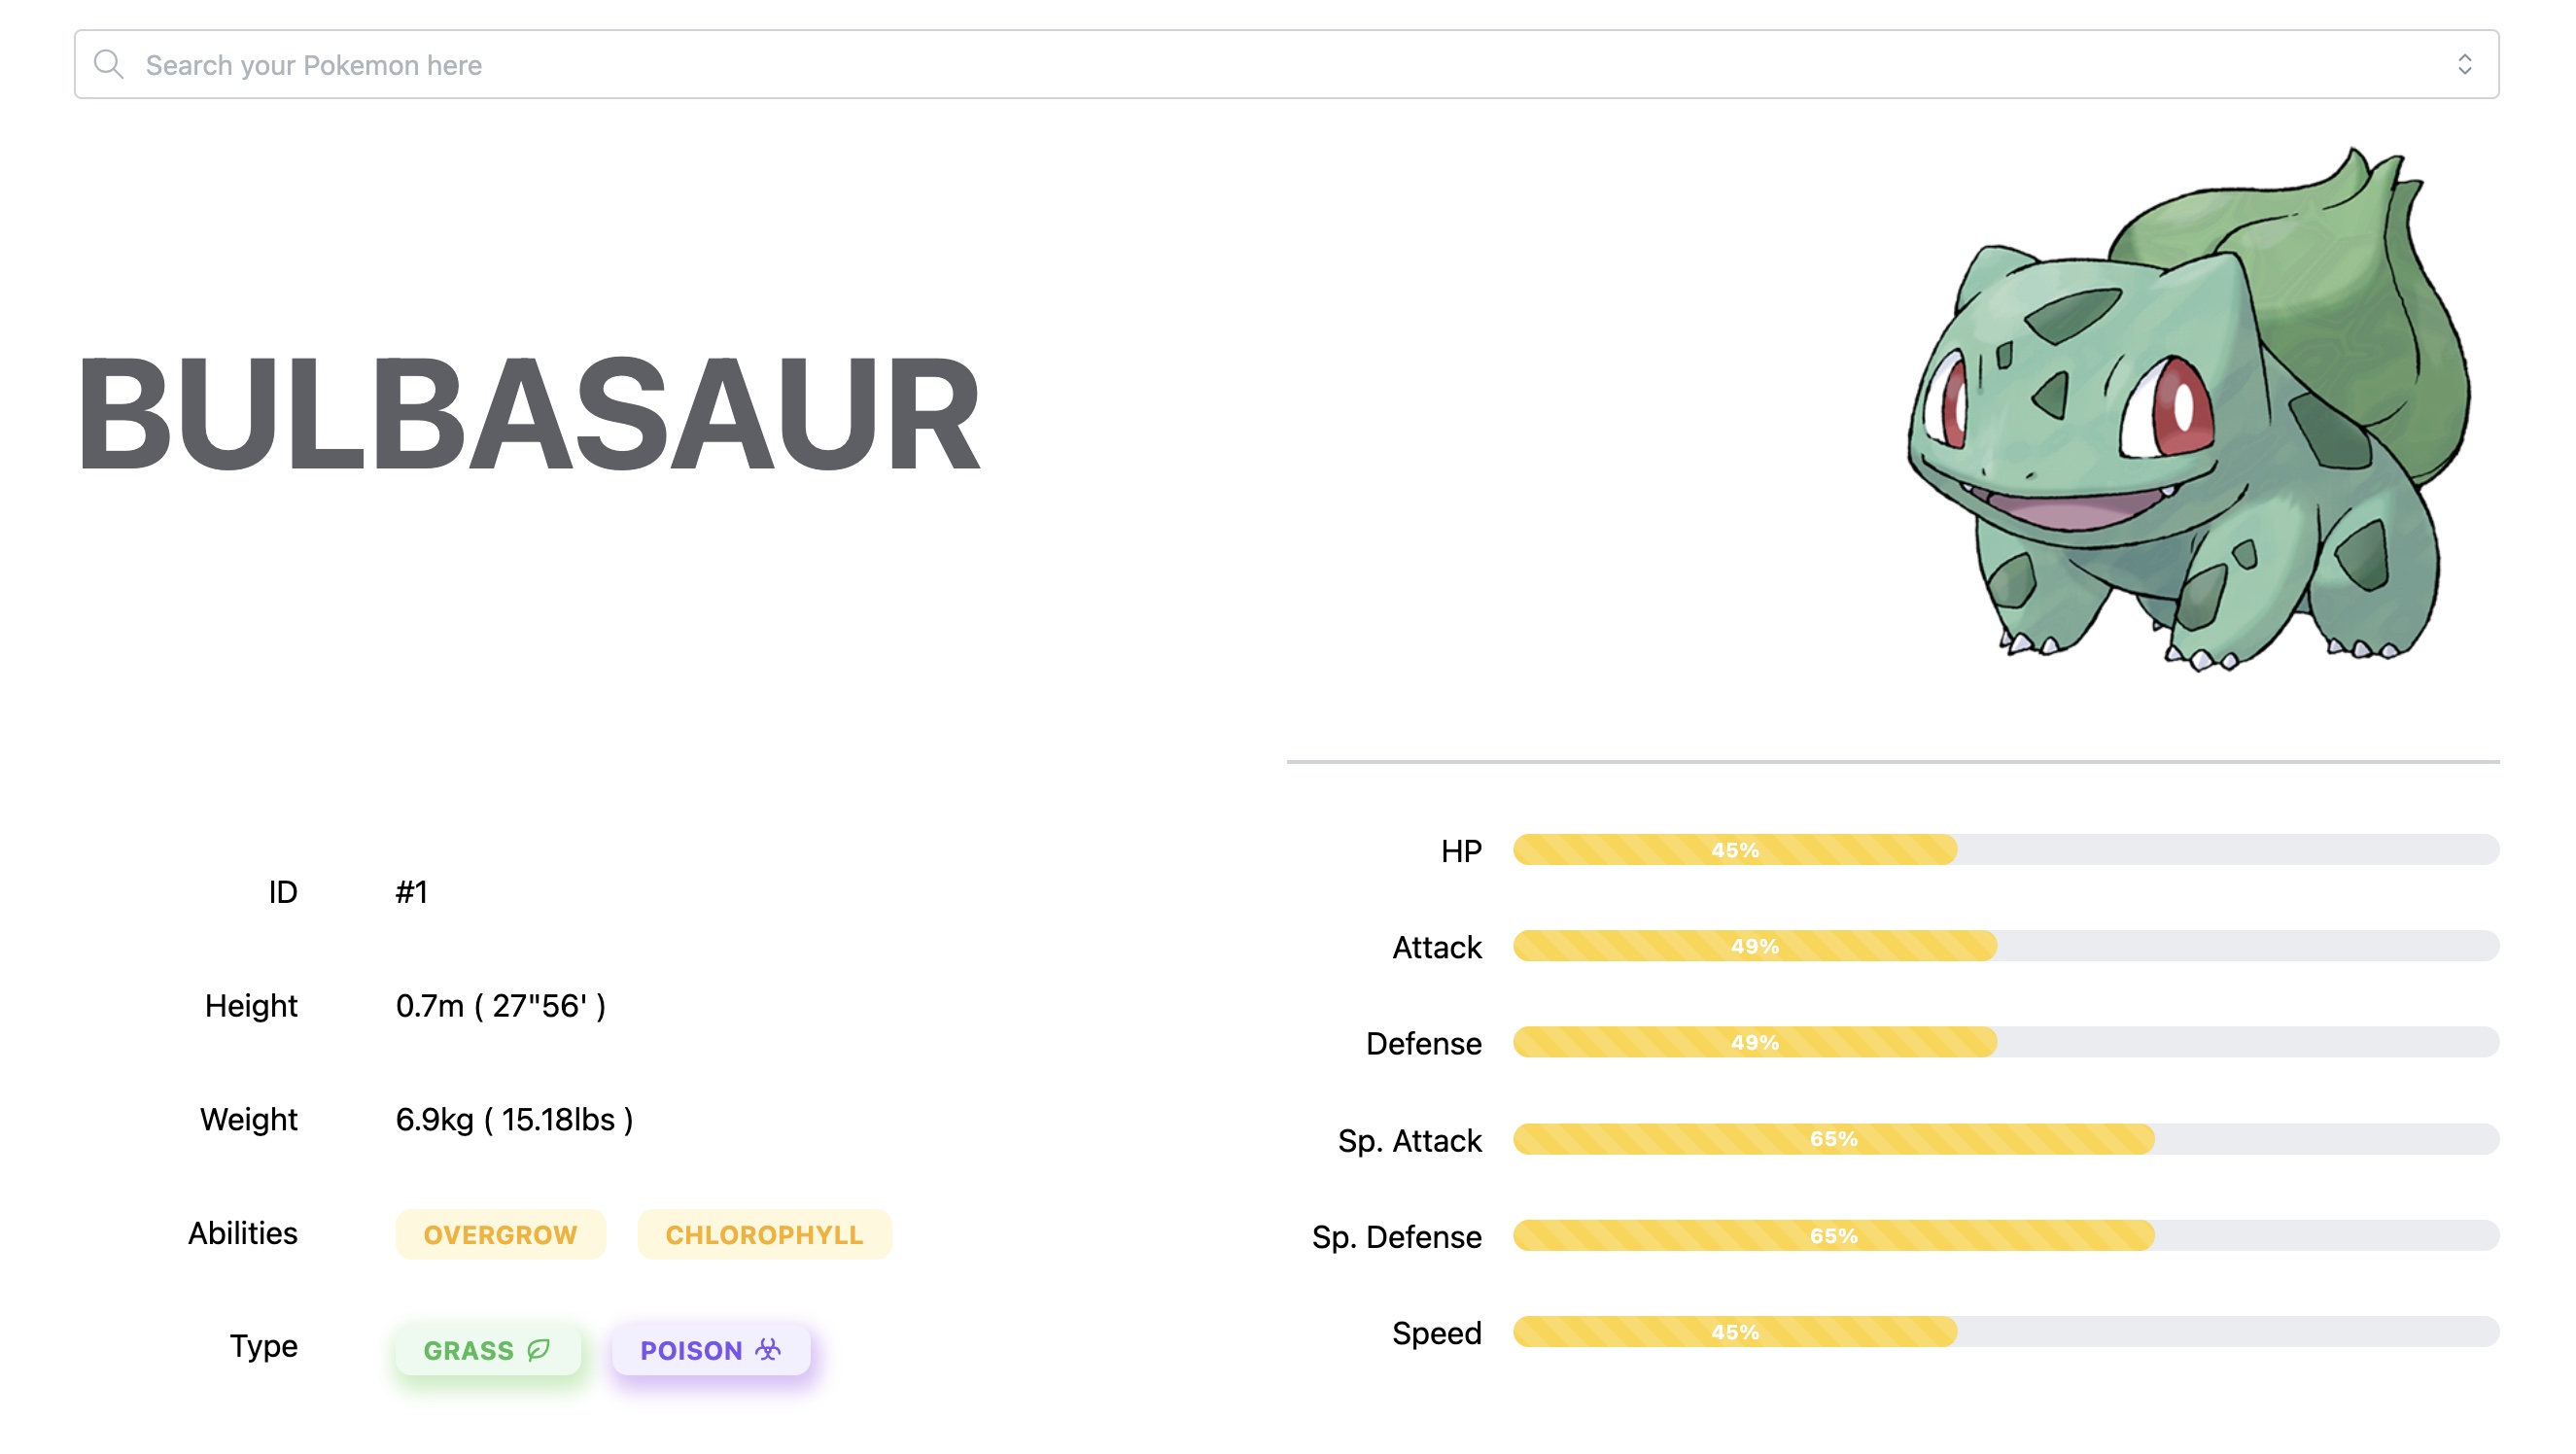 Search your Pokemon here
BULBASAUR
ID #1
Height 0.7m ( 27"56' )
Weight 6.9kg ( 15.18lbs )
Abilities OVERGROW CHLOROPHYLL
Type GRASS POISON
HP 45%
Attack 49%
Defense 49%
Sp. Attack 65%
Sp. Defense 65%
Speed 45%